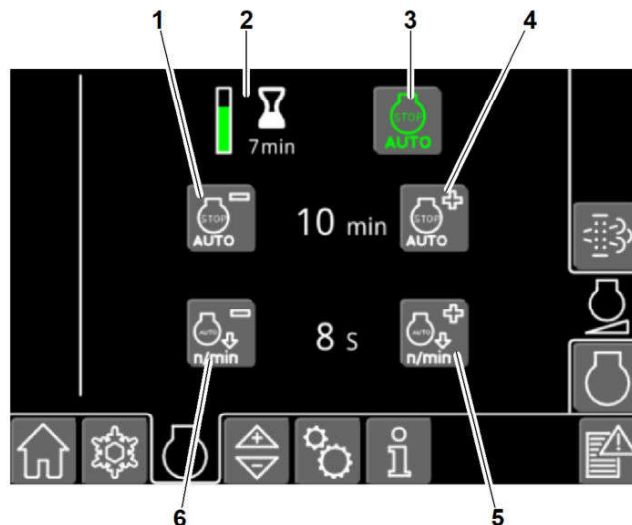 1 2 3 4
STOP
7min
AUTO
STOP 10 min STOP
AUTO AUTO
AUTO 8 s AUTO
n/min n/min
6 5